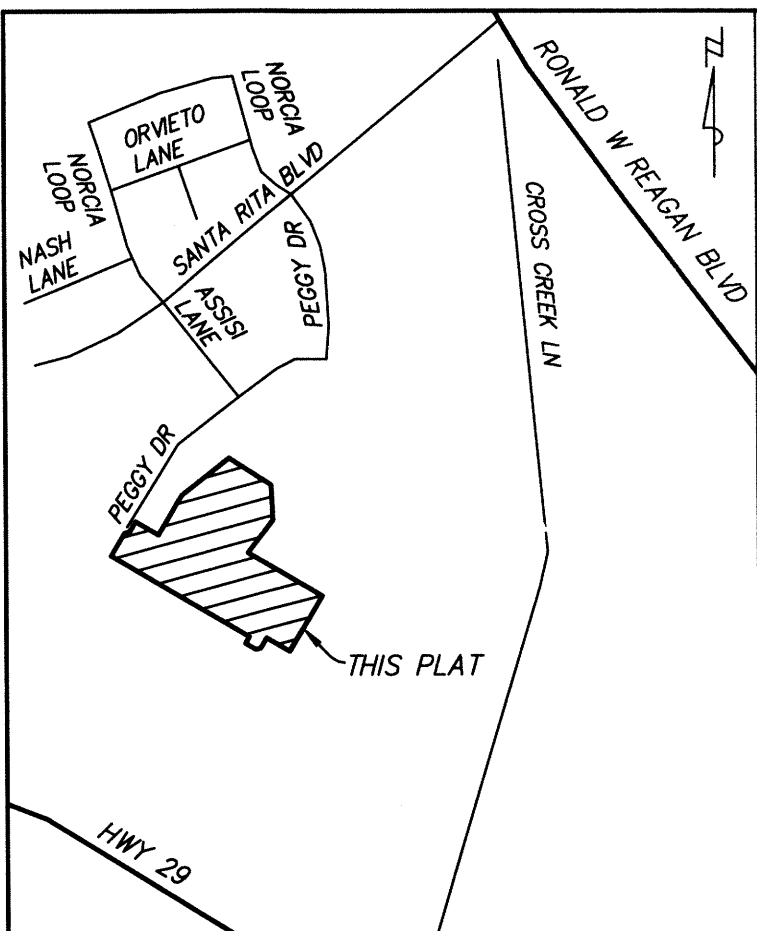 N
RONALD W REAGAN BLVD
NORCIA
LOOP
ORVIETO
LANE
NORCIA
LOOP
SANTA RITA BLVD
NASH
LANE
ASSISI
LANE
PEGGY DR
CROSS CREEK LN
PEGGY DR
THIS PLAT
HWY 29